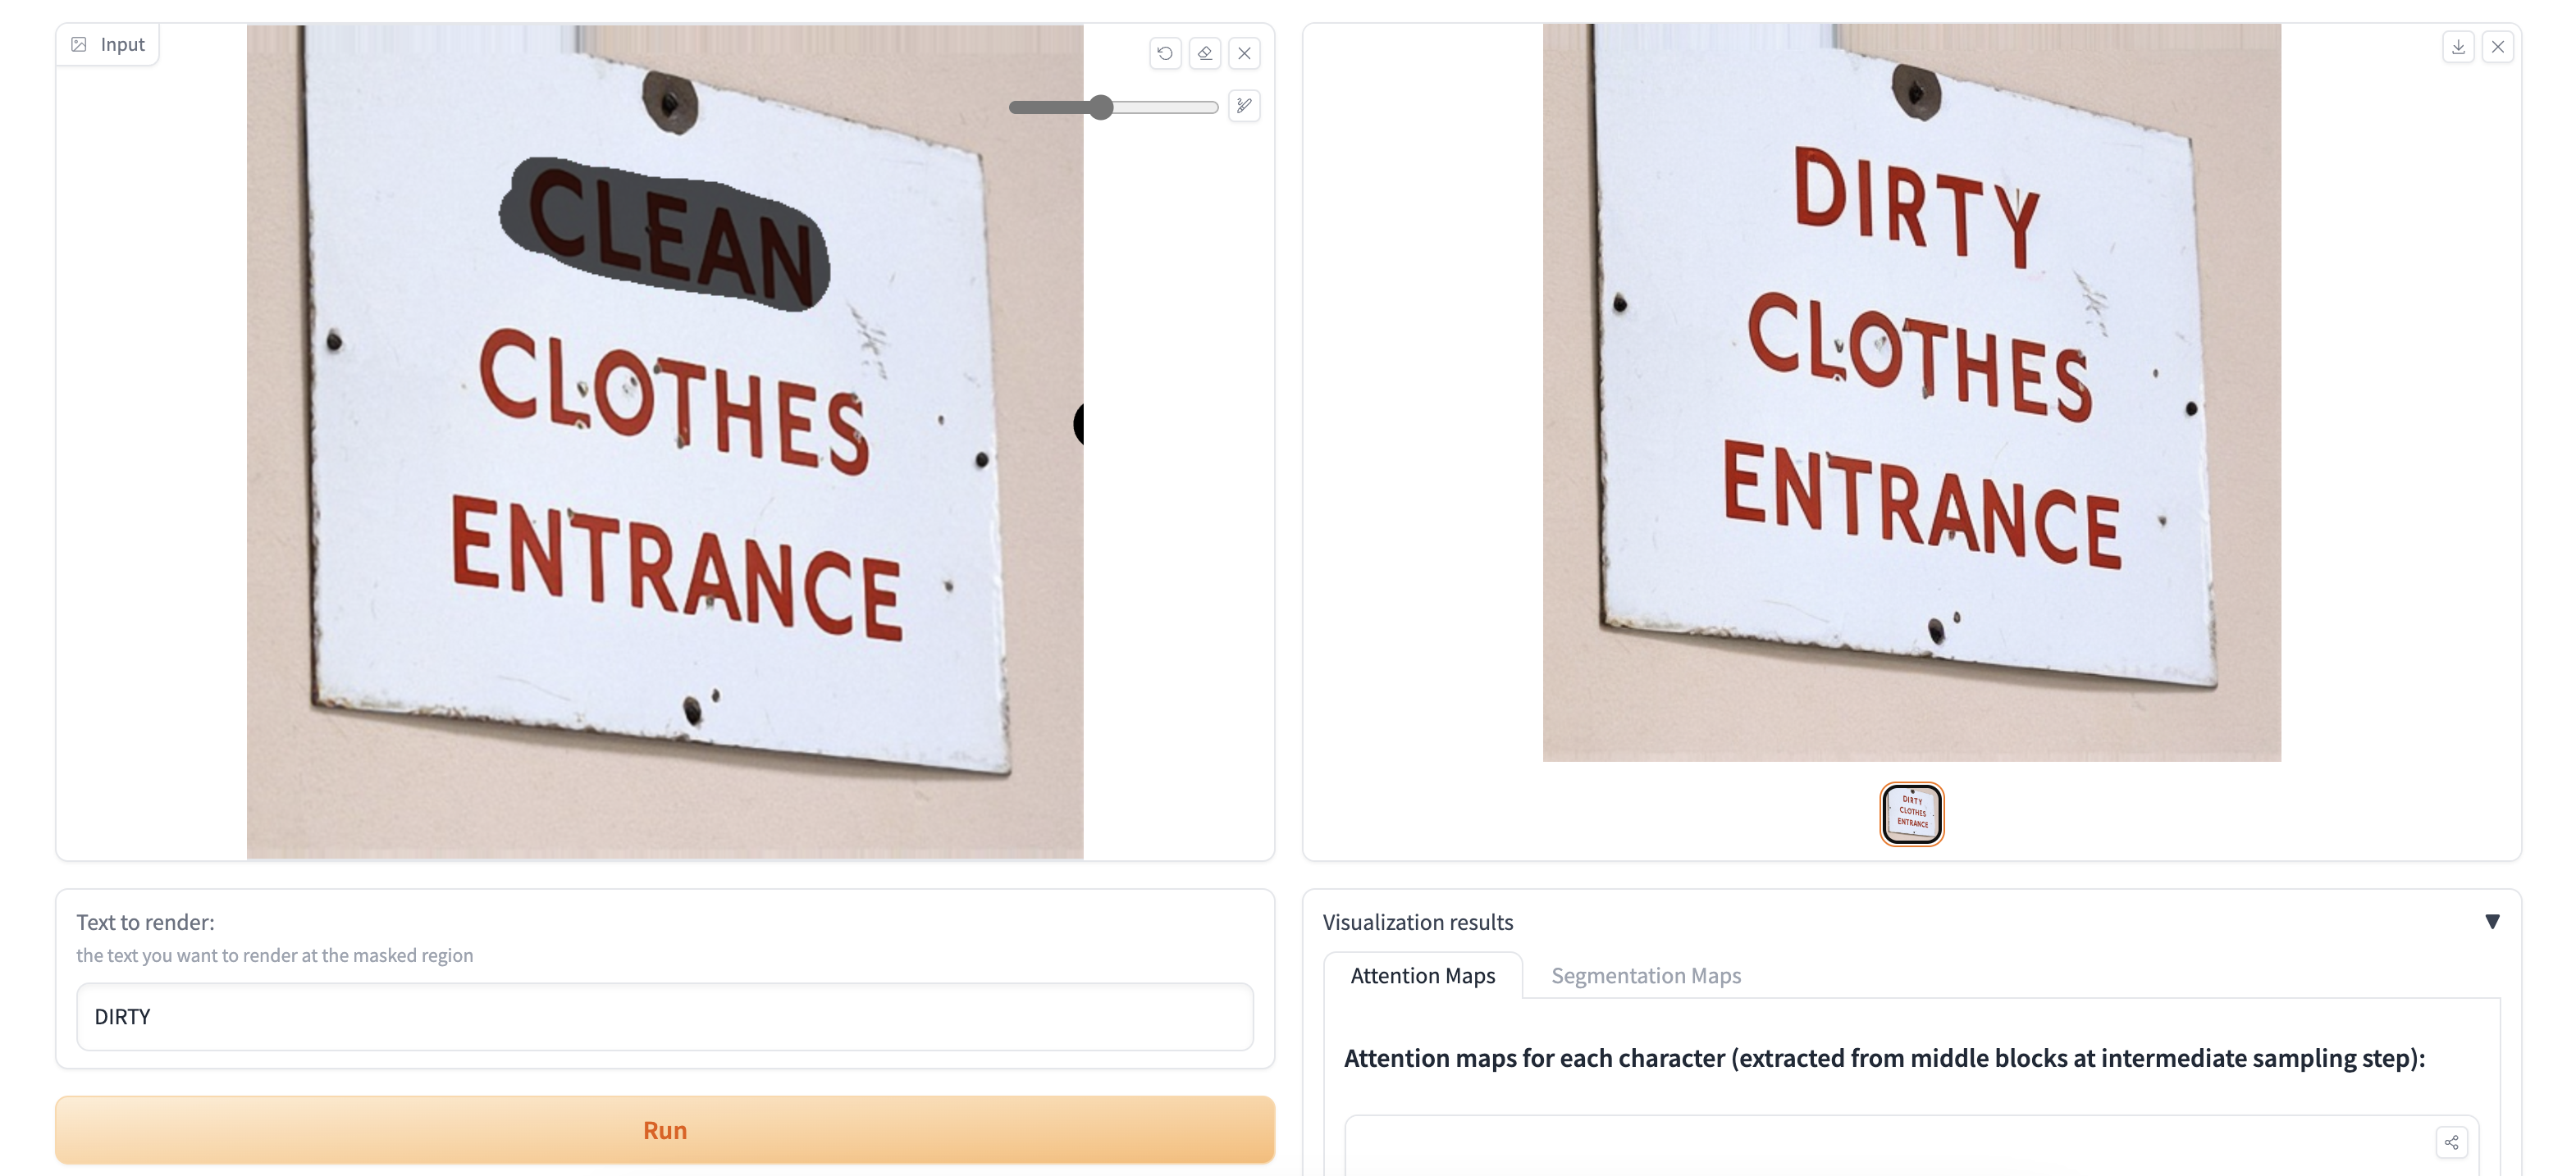 Input
CLEAN
CLOTHES
ENTRANCE
DIRTY
CLOTHES
ENTRANCE
DIRTY
CLOTHES
ENTRANCE
Text to render:
the text you want to render at the masked region
DIRTY
Run
Visualization results
Attention Maps
Segmentation Maps
Attention maps for each character (extracted from middle blocks at intermediate sampling step):